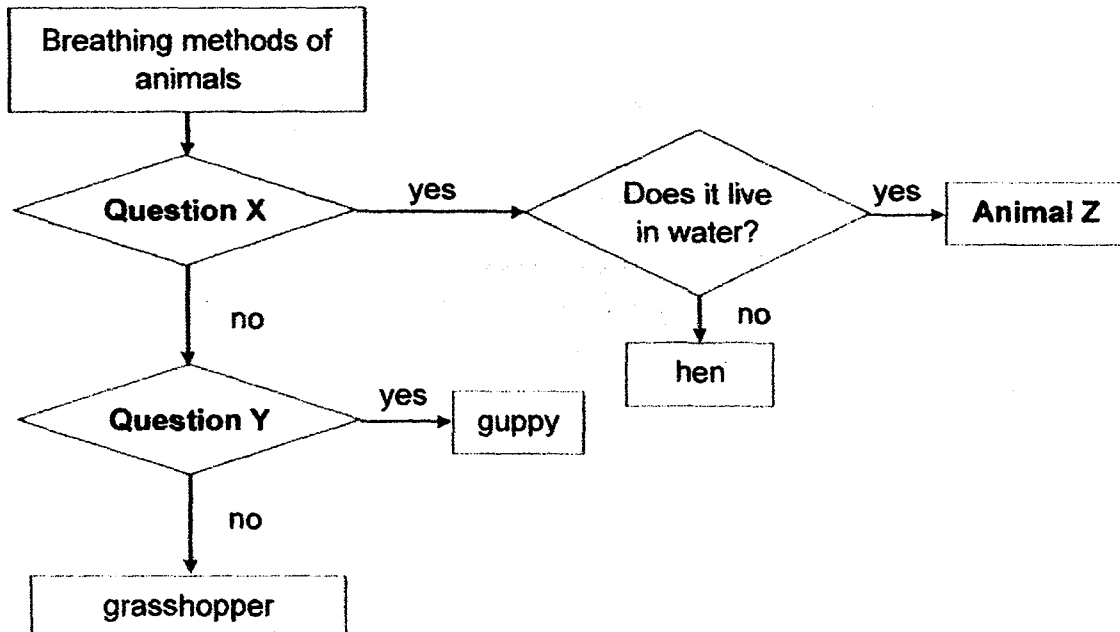 Breathing methods of
animals
Question X
yes
Does it live
in water?
yes
Animal Z
no
hen
no
Question Y
yes
guppy
no
grasshopper